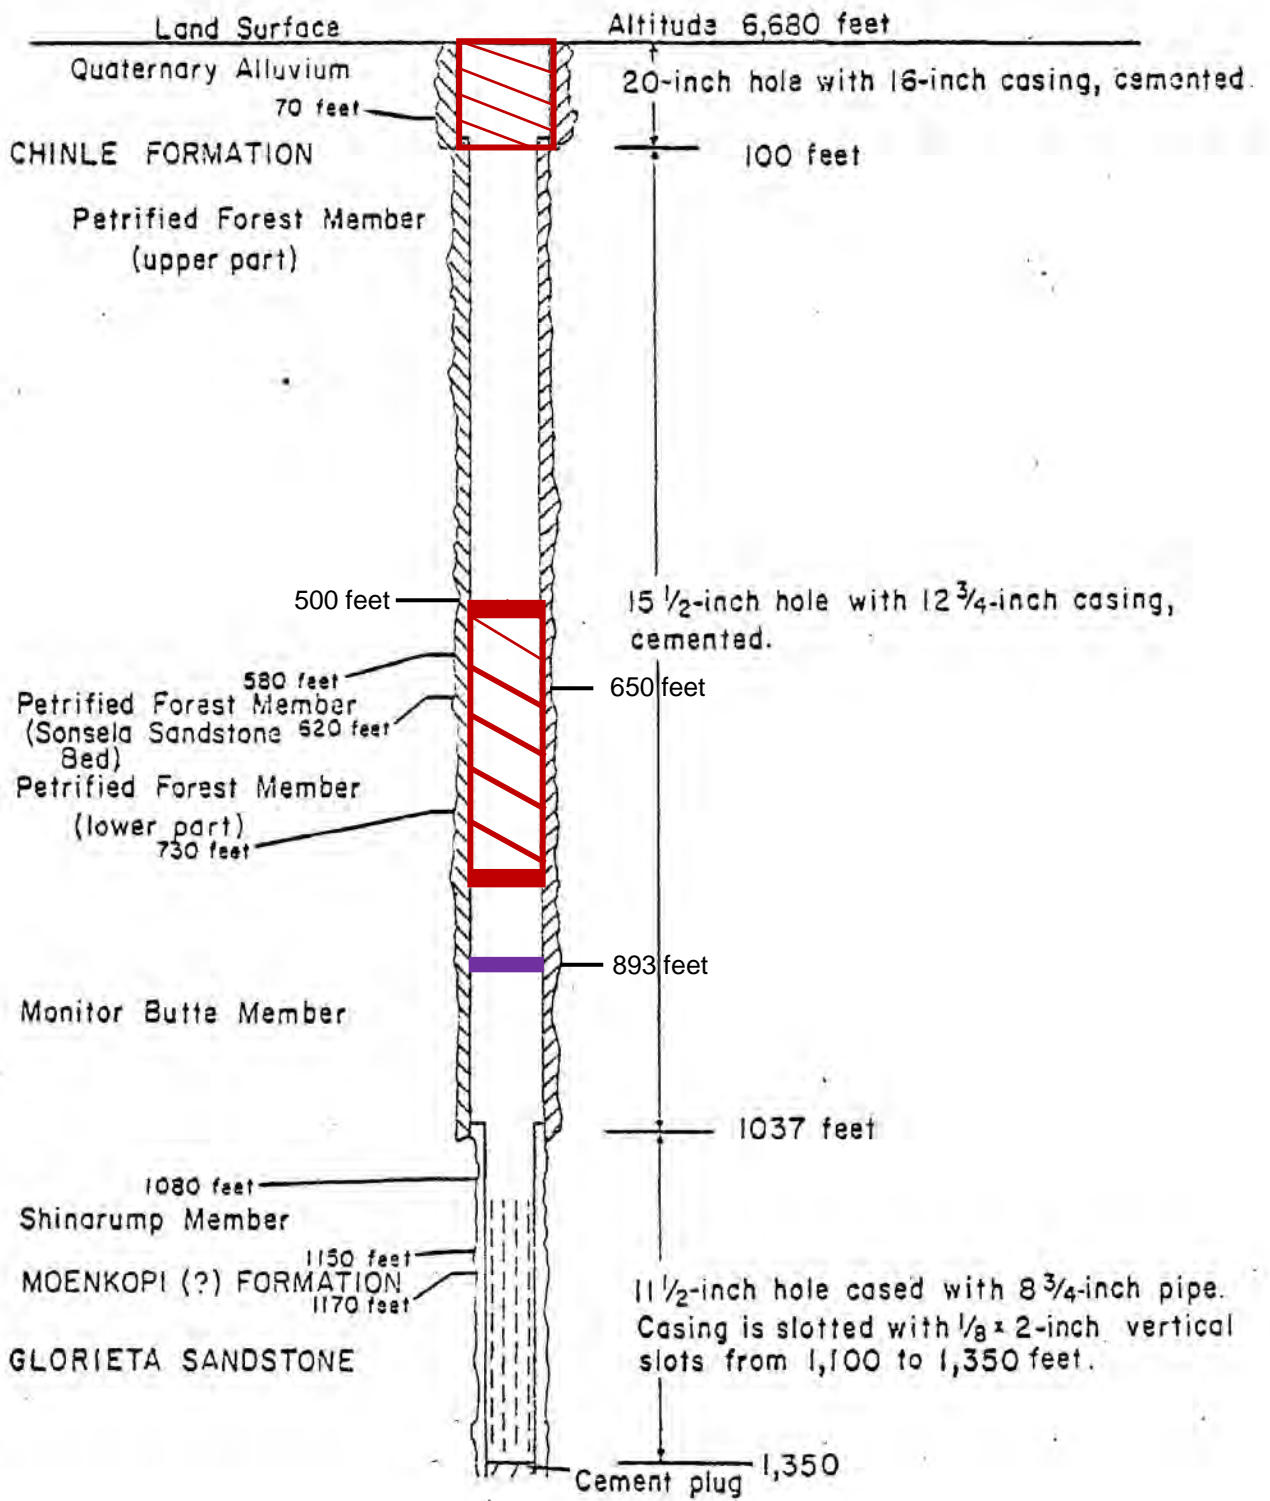 Land Surface
Altitude 6,680 feet
Quaternary Alluvium
20-inch hole with 16-inch casing, cemented.
70 feet
CHINLE FORMATION
100 feet
Petrified Forest Member
(upper part)
500 feet
15 1/2-inch hole with 12 3/4-inch casing,
cemented.
580 feet
650 feet
Petrified Forest Member
(Sonsela Sandstone
620 feet
Bed)
Petrified Forest Member
(lower part)
730 feet
893 feet
Monitor Butte Member
1037 feet
1080 feet
Shinarump Member
1150 feet
MOENKOPI (?) FORMATION
1170 feet
11 1/2-inch hole cased with 8 3/4-inch pipe.
Casing is slotted with 1/8 x 2-inch vertical
slots from 1,100 to 1,350 feet.
GLORIETA SANDSTONE
1,350
Cement plug